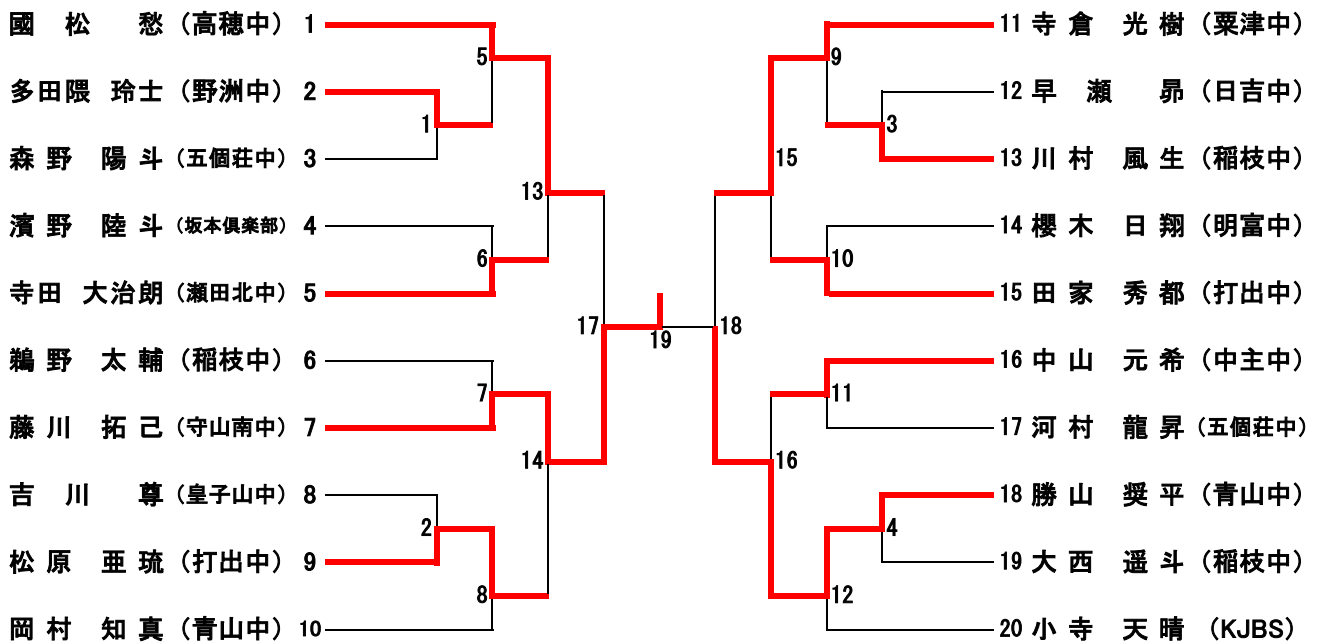 國 松 愁 (高穂中) 1
多田隈 玲士 (野洲中) 2
森野 陽斗 (五個荘中) 3
濱野 陸斗 (坂本倶楽部) 4
寺田 大治朗 (瀬田北中) 5
鵜野 太輔 (稲枝中) 6
藤川 拓己 (守山南中) 7
吉川 尊 (皇子山中) 8
松原 亜琉 (打出中) 9
岡村 知真 (青山中) 10
1
2
5
6
7
8
13
14
17
19
18
15
16
9
10
11
12
3
4
11 寺倉 光樹 (粟津中)
12 早瀬 昴 (日吉中)
13 川村 風生 (稲枝中)
14 櫻木 日翔 (明富中)
15 田家 秀都 (打出中)
16 中山 元希 (中主中)
17 河村 龍昇 (五個荘中)
18 勝山 奨平 (青山中)
19 大西 遥斗 (稲枝中)
20 小寺 天晴 (KJBS)